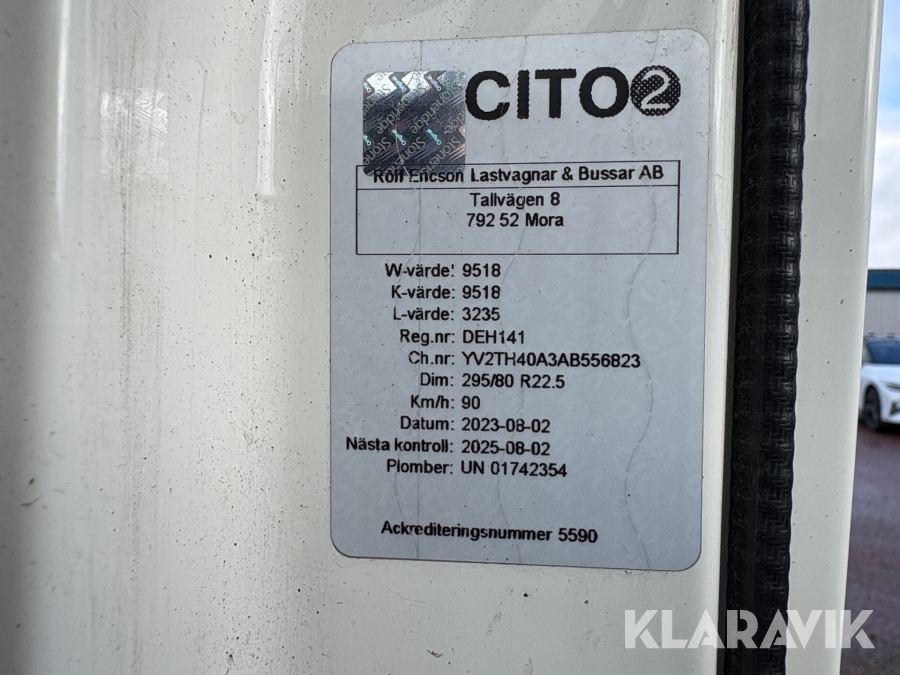 CITO2
Rolf Ericson Lastvagnar & Bussar AB
Tallvägen 8
792 52 Mora
W-värde: 9518
K-värde: 9518
L-värde: 3235
Reg.nr: DEH141
Ch.nr: YV2TH40A3AB556823
Dim: 295/80 R22.5
Km/h: 90
Datum: 2023-08-02
Nästa kontroll: 2025-08-02
Plomber: UN 01742354
Ackrediteringsnummer 5590
KLARAVIK